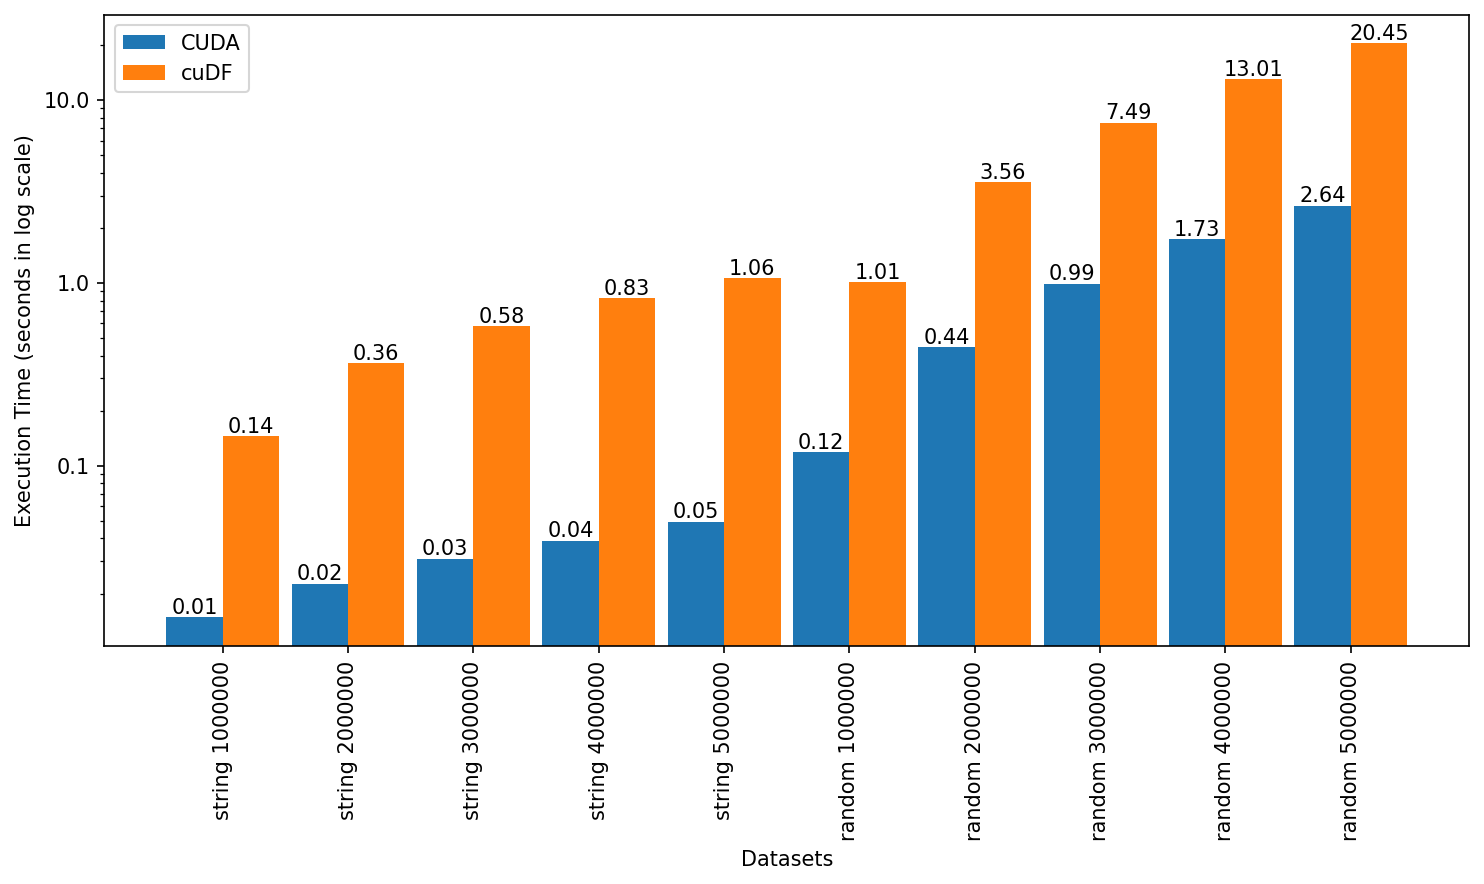 CUDA
cuDF
Execution Time (seconds in log scale)
10.0
1.0
0.1
0.01
0.14
0.02
0.36
0.03
0.58
0.04
0.83
0.05
1.06
0.12
1.01
0.44
3.56
0.99
7.49
1.73
13.01
2.64
20.45
string 1000000
string 2000000
string 3000000
string 4000000
string 5000000
random 1000000
random 2000000
random 3000000
random 4000000
random 5000000
Datasets